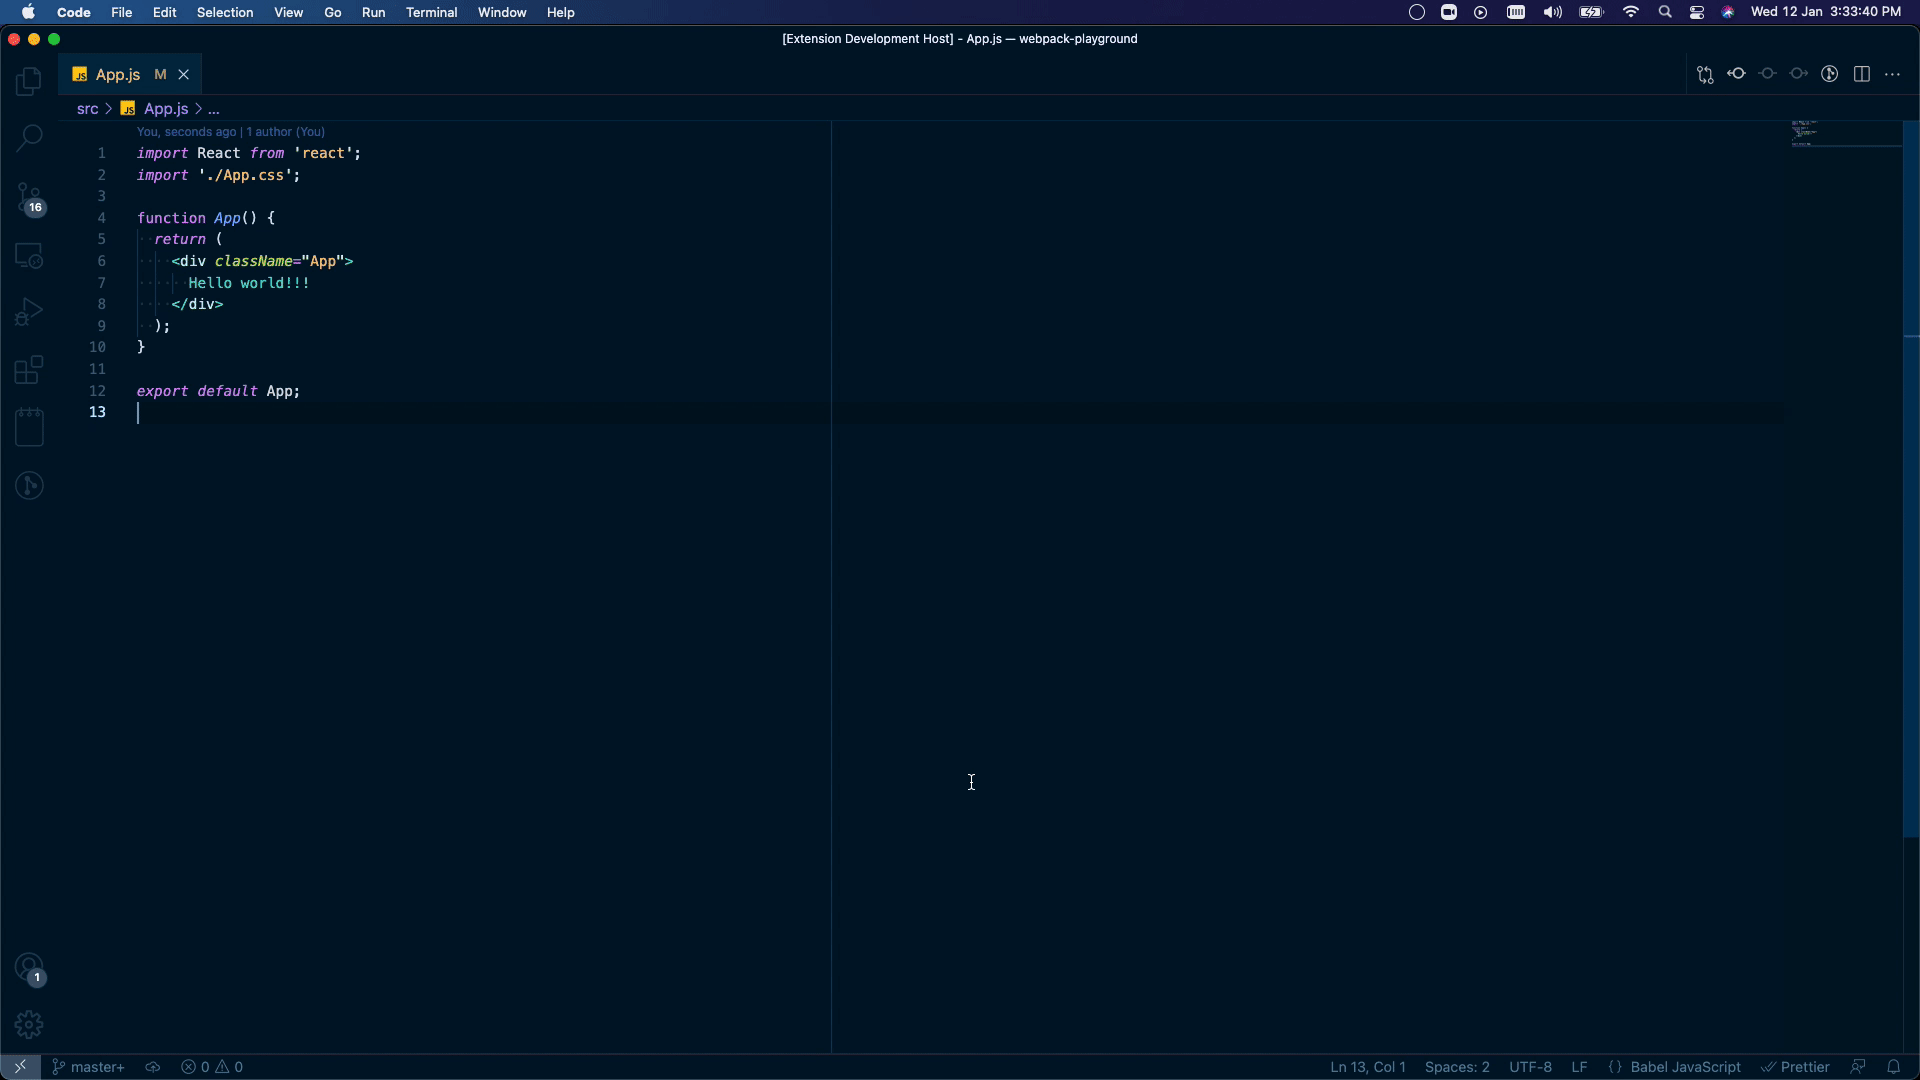 Code File Edit Selection View Go Run Terminal Window Help Wed 12 Jan 3:33:40 PM
[Extension Development Host] - App.js — webpack-playground
JS App.js M
src > JS App.js > ...
You, seconds ago | 1 author (You)
1 import React from 'react';
2 import './App.css';
3
4 function App() {
5 return (
6 <div className="App">
7 Hello world!!!
8 </div>
9 );
10 }
11
12 export default App;
13
16
1
master+ 0 0 Ln 13, Col 1 Spaces: 2 UTF-8 LF {} Babel JavaScript Prettier